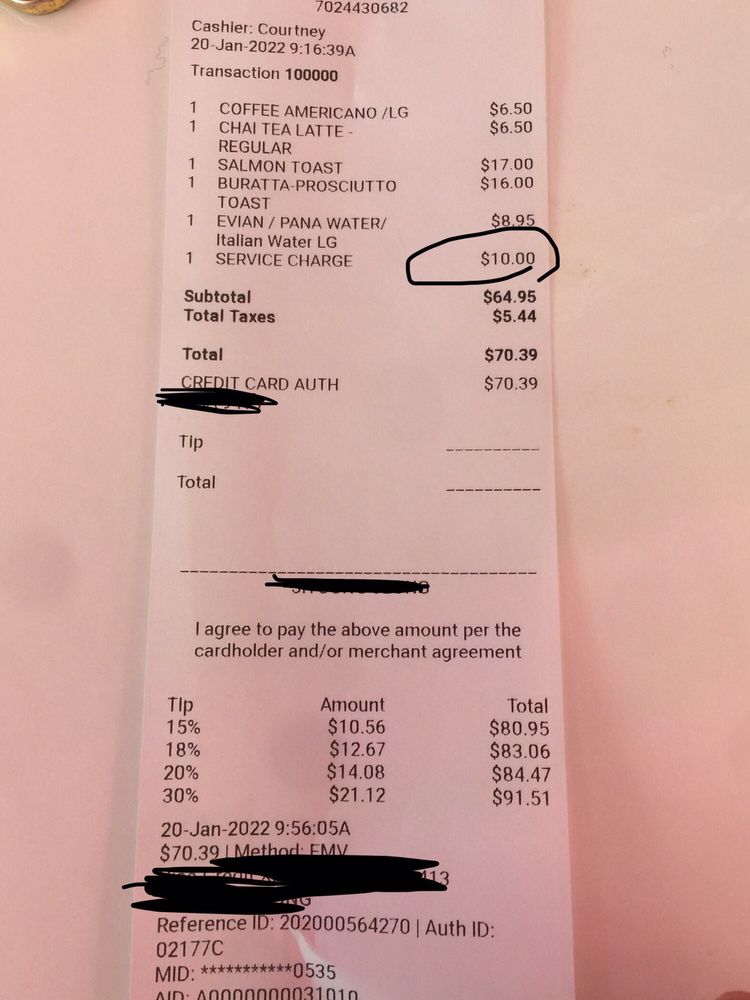 7024430682
Cashier: Courtney
20-Jan-2022 9:16:39A
Transaction 100000
1 COFFEE AMERICANO /LG $6.50
1 CHAI TEA LATTE - $6.50
REGULAR
1 SALMON TOAST $17.00
1 BURATTA-PROSCIUTTO $16.00
TOAST
1 EVIAN / PANA WATER/ $8.95
Italian Water LG
1 SERVICE CHARGE $10.00
Subtotal $64.95
Total Taxes $5.44
Total $70.39
CREDIT CARD AUTH $70.39
Tip
Total
I agree to pay the above amount per the
cardholder and/or merchant agreement
Tip Amount Total
15% $10.56 $80.95
18% $12.67 $83.06
20% $14.08 $84.47
30% $21.12 $91.51
20-Jan-2022 9:56:05A
$70.39 | Method: EMV
Reference ID: 202000564270 | Auth ID:
02177C
MID: ***********0535
AID: A0000000031010